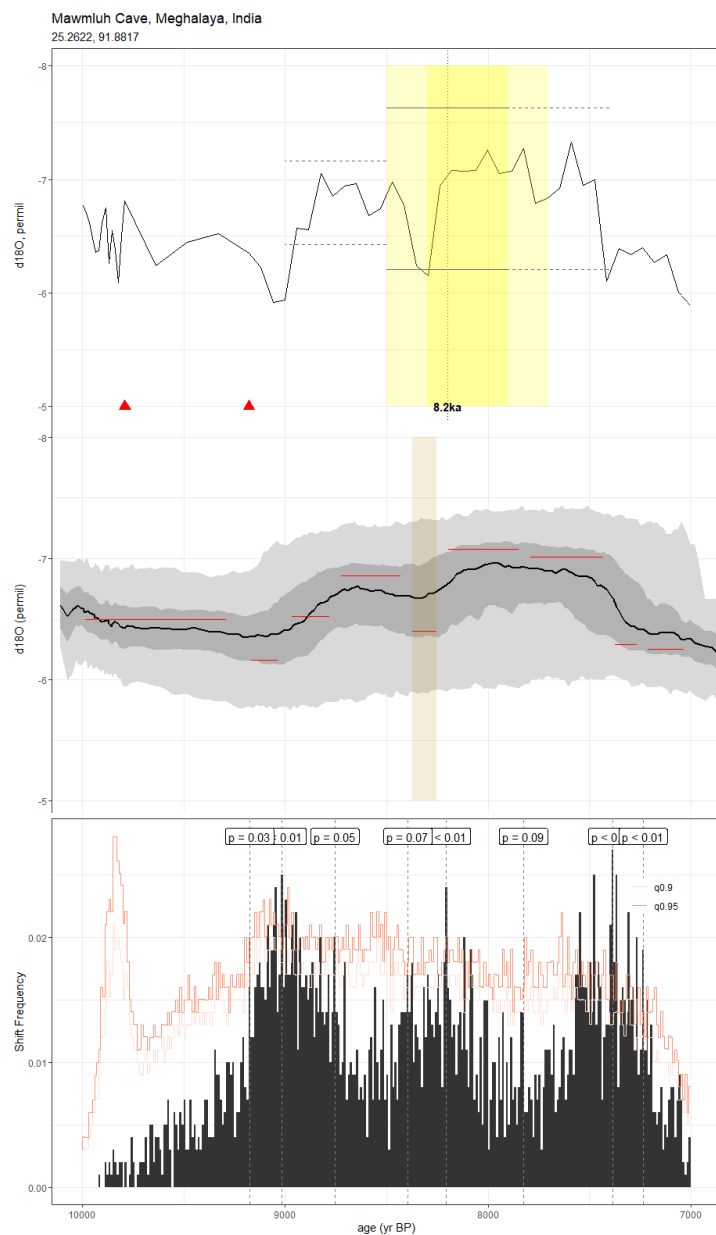 Mawmluh Cave, Meghalaya, India
25.2622, 91.8817
-8
-7
-6
-5
d18O, permil
8.2ka
-8
-7
-6
-5
d18O (permil)
p = 0.03 : 0.01 p = 0.05 p = 0.07 < 0.01 p = 0.09 p < 0. p < 0.01
q0.9
q0.95
0.02
0.01
0.00
Shift Frequency
10000 9000 8000 7000
age (yr BP)